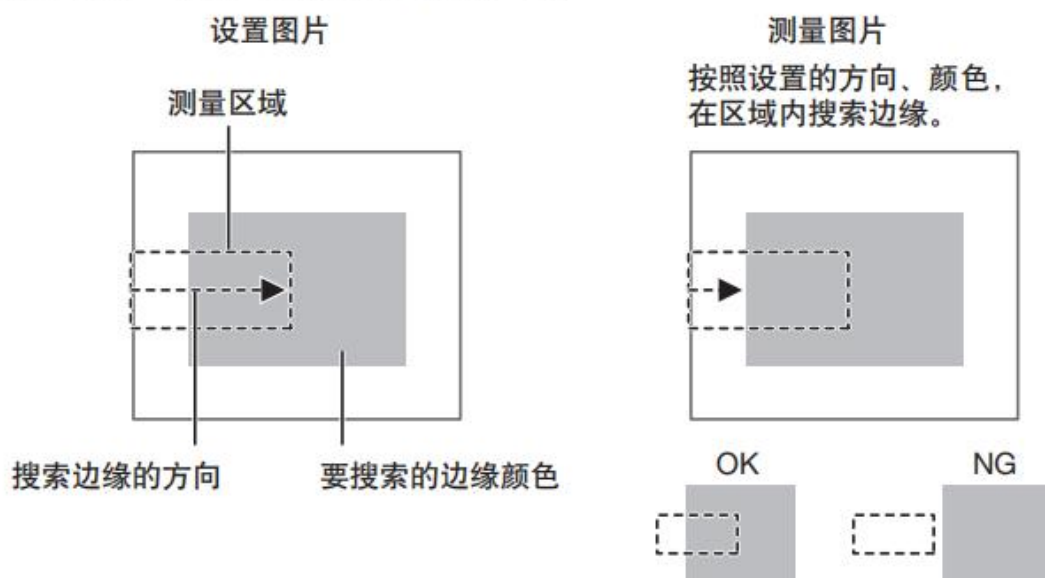 设置图片
测量区域
搜索边缘的方向
要搜索的边缘颜色
测量图片
按照设置的方向、颜色，
在区域内搜索边缘。
OK
NG